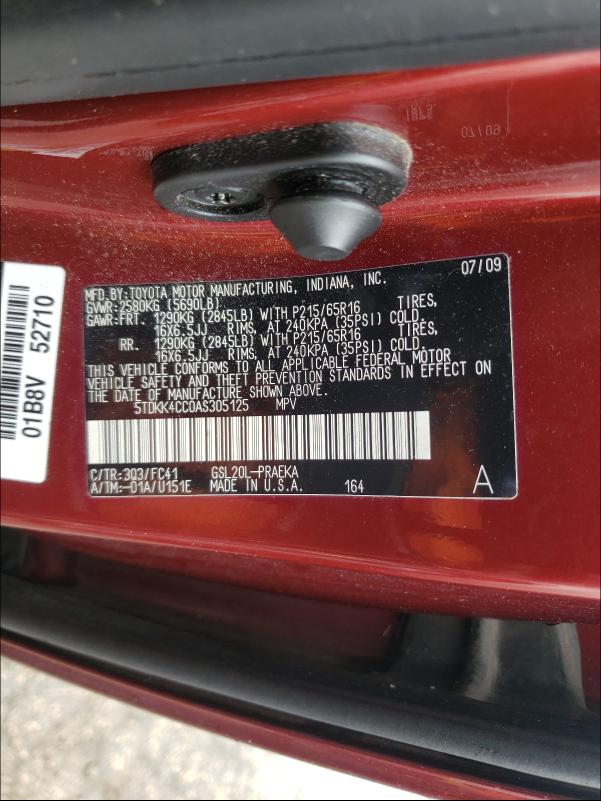 MFD.BY:TOYOTA MOTOR MANUFACTURING, INDIANA, INC. 07/09
GVWR:2580KG (5690LB)
GAWR:FRT. 1290KG (2845LB) WITH P215/65R16 TIRES,
16X6.5JJ RIMS, AT 240KPA (35PSI) COLD.
RR. 1290KG (2845LB) WITH P215/65R16 TIRES,
16X6.5JJ RIMS, AT 240KPA (35PSI) COLD.
THIS VEHICLE CONFORMS TO ALL APPLICABLE FEDERAL MOTOR
VEHICLE SAFETY AND THEFT PREVENTION STANDARDS IN EFFECT ON
THE DATE OF MANUFACTURE SHOWN ABOVE.
5TDKK4CC0AS305125 MPV
C/TR:3Q3/FC41 GSL20L-PRAEKA
A/TM:-01A/U151E MADE IN U.S.A. 164 A
01B8V 52710